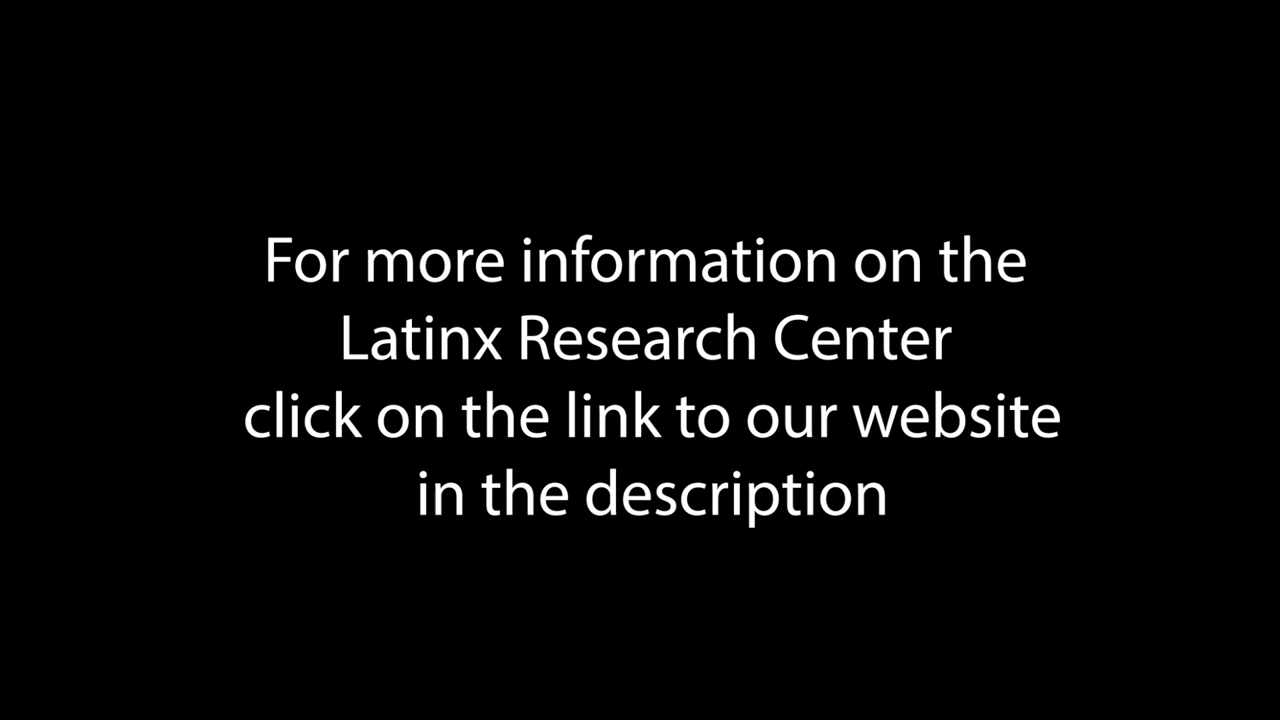 For more information on the
Latinx Research Center
click on the link to our website
in the description